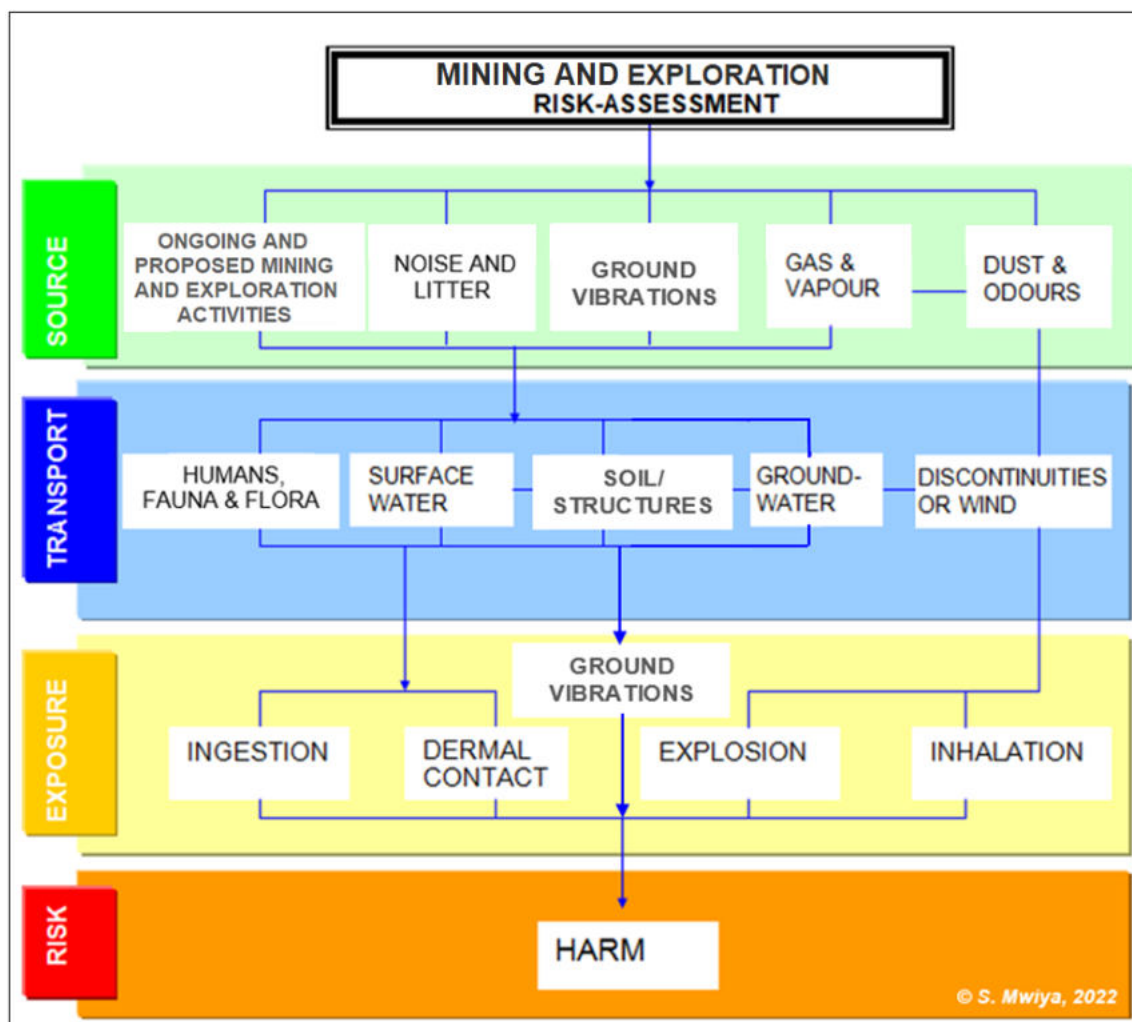 MINING AND EXPLORATION
RISK-ASSESSMENT
SOURCE
ONGOING AND
PROPOSED MINING
AND EXPLORATION
ACTIVITIES
NOISE AND
LITTER
GROUND
VIBRATIONS
GAS &
VAPOUR
DUST &
ODOURS
TRANSPORT
HUMANS,
FAUNA & FLORA
SURFACE
WATER
SOIL/
STRUCTURES
GROUND-
WATER
DISCONTINUITIES
OR WIND
EXPOSURE
GROUND
VIBRATIONS
INGESTION
DERMAL
CONTACT
EXPLOSION
INHALATION
RISK
HARM
© S. Mwiya, 2022